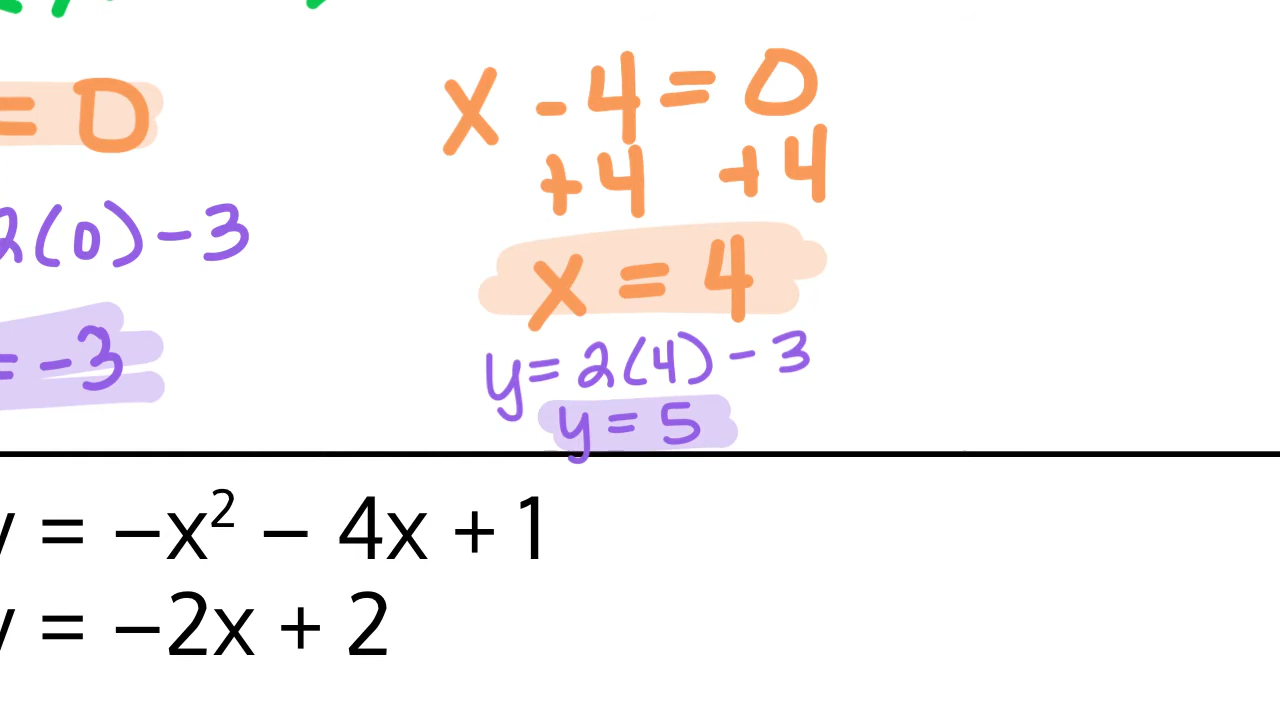 = 0
2(0) - 3
= -3
x - 4 = 0
+4 +4
x = 4
y = 2(4) - 3
y = 5
y = −x² − 4x + 1
y = −2x + 2